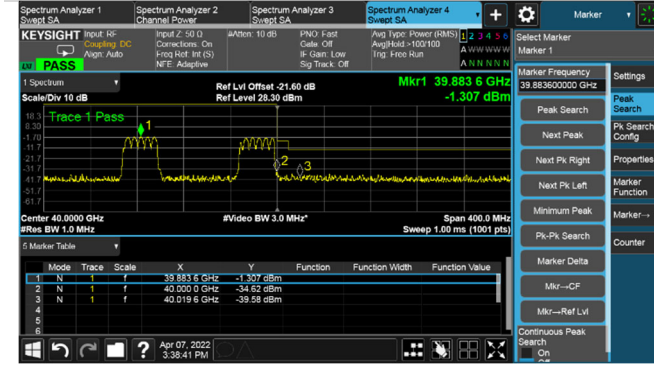 Spectrum Analyzer 1
Swept SA
Spectrum Analyzer 2
Channel Power
Spectrum Analyzer 3
Swept SA
Spectrum Analyzer 4
Swept SA
Marker
KEYSIGHT
Input: RF
Coupling: DC
Align: Auto
Input Z: 50 Ω
Corrections: On
Freq Ref: Int (S)
NFE: Adaptive
#Atten: 10 dB
PNO: Fast
Gate: Off
IF Gain: Low
Sig Track: Off
Avg Type: Power (RMS)
Avg|Hold >100/100
Trig: Free Run
1 2 3 4 5 6
A W W W W W
A N N N N N
LXI
PASS
Select Marker
Marker 1
1 Spectrum
Scale/Div 10 dB
Ref Lvl Offset -21.60 dB
Ref Level 28.30 dBm
Mkr1 39.883 6 GHz
-1.307 dBm
Trace 1 Pass
18.3
8.30
-1.70
-11.7
-21.7
-31.7
-41.7
-51.7
-61.7
1
2
3
Center 40.0000 GHz
#Res BW 1.0 MHz
#Video BW 3.0 MHz*
Span 400.0 MHz
Sweep 1.00 ms (1001 pts)
5 Marker Table
Mode Trace Scale X Y Function Function Width Function Value
1 N 1 f 39.883 6 GHz -1.307 dBm
2 N 1 f 40.000 0 GHz -34.62 dBm
3 N 1 f 40.019 6 GHz -39.58 dBm
4
5
6
Marker Frequency
39.883600000 GHz
Peak Search
Next Peak
Next Pk Right
Next Pk Left
Minimum Peak
Pk-Pk Search
Marker Delta
Mkr→CF
Mkr→Ref Lvl
Continuous Peak
Search
On
Off
Settings
Peak
Search
Pk Search
Config
Properties
Marker
Function
Marker→
Counter
?
Apr 07, 2022
3:38:41 PM